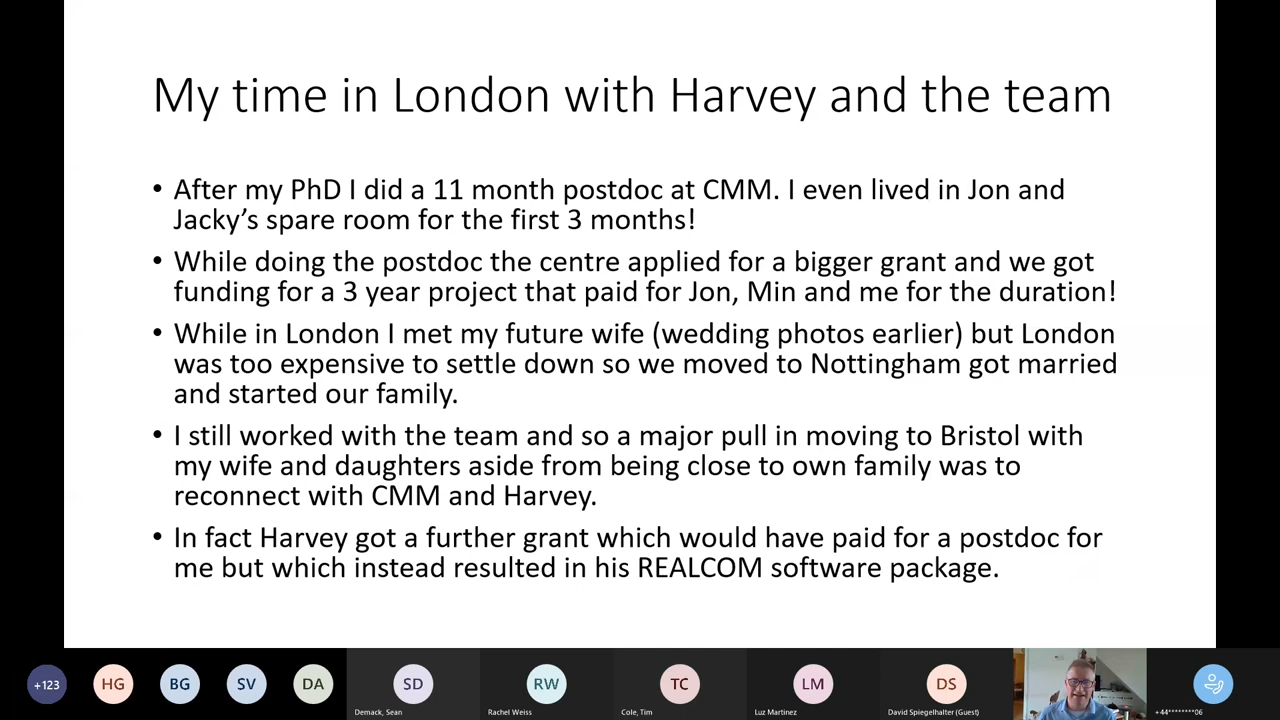 My time in London with Harvey and the team
• After my PhD I did a 11 month postdoc at CMM. I even lived in Jon and
Jacky's spare room for the first 3 months!
• While doing the postdoc the centre applied for a bigger grant and we got
funding for a 3 year project that paid for Jon, Min and me for the duration!
• While in London I met my future wife (wedding photos earlier) but London
was too expensive to settle down so we moved to Nottingham got married
and started our family.
• I still worked with the team and so a major pull in moving to Bristol with
my wife and daughters aside from being close to own family was to
reconnect with CMM and Harvey.
• In fact Harvey got a further grant which would have paid for a postdoc for
me but which instead resulted in his REALCOM software package.
+123 HG BG SV DA SD RW TC LM DS
Demack, Sean Rachel Weiss Cole, Tim Luz Martinez David Spiegelhalter (Guest) +44********06